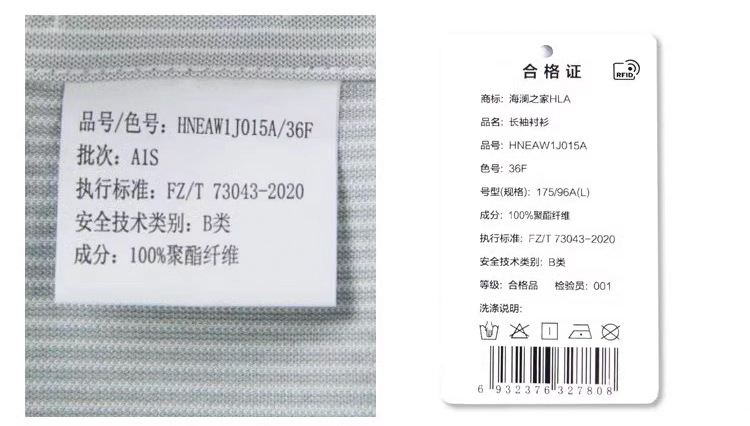 品号/色号: HNEAW1J015A/36F
批次: A1S
执行标准: FZ/T 73043-2020
安全技术类别: B类
成分: 100%聚酯纤维
合格证
RFID
商标: 海澜之家HLA
品名: 长袖衬衫
品号: HNEAW1J015A
色号: 36F
号型(规格): 175/96A(L)
成分: 100%聚酯纤维
执行标准: FZ/T 73043-2020
安全技术类别: B类
等级: 合格品 检验员: 001
洗涤说明:
6 932376 327808